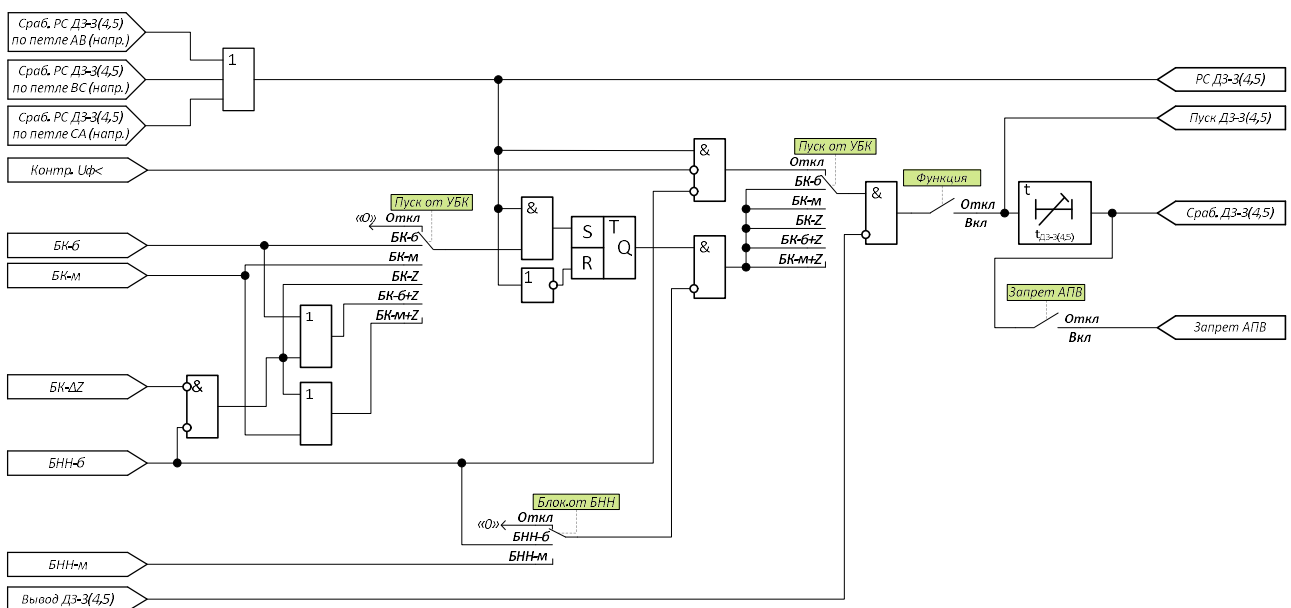 Сраб. РС ДЗ-3(4,5)
по петле АВ (напр.)
Сраб. РС ДЗ-3(4,5)
по петле ВС (напр.)
Сраб. РС ДЗ-3(4,5)
по петле СА (напр.)
1
РС ДЗ-3(4,5)
Пуск ДЗ-3(4,5)
Контр. Uф<
&
Пуск от УБК
Откл
БК-б
БК-м
БК-Z
БК-б+Z
БК-м+Z
&
Функция
Откл
Вкл
t
tДЗ-3(4,5)
Сраб. ДЗ-3(4,5)
Пуск от УБК
«0»
Откл
БК-б
БК-м
БК-Z
БК-б+Z
БК-м+Z
&
1
S
T
R
Q
&
БК-б
БК-м
1
1
Запрет АПВ
Откл
Вкл
Запрет АПВ
БК-ΔZ
&
БНН-б
Блок.от БНН
«0»
Откл
БНН-б
БНН-м
БНН-м
Вывод ДЗ-3(4,5)